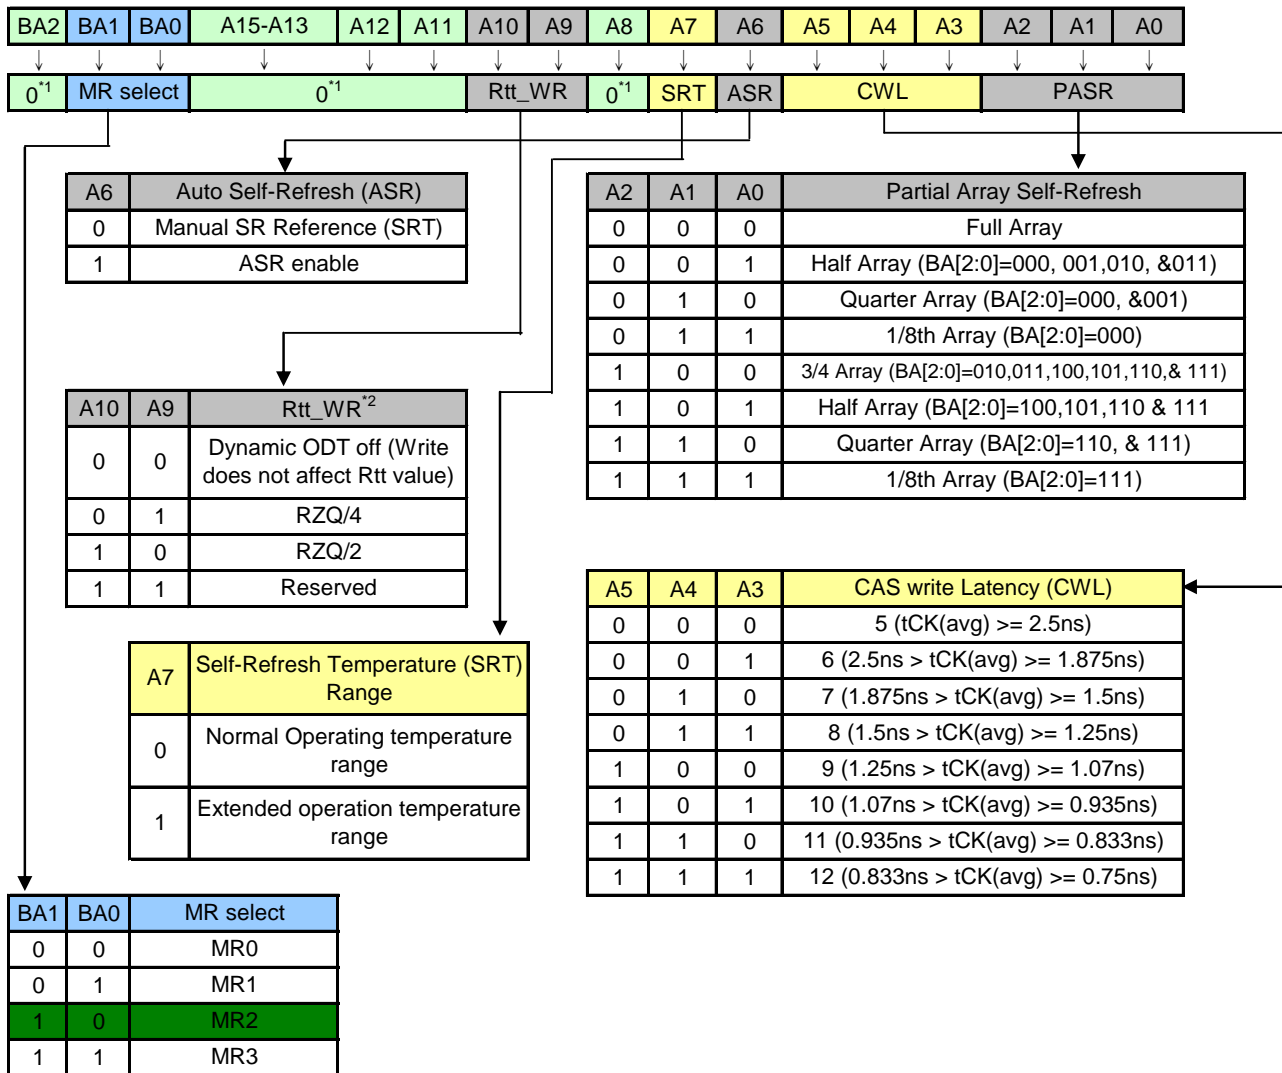 BA2 BA1 BA0 A15-A13 A12 A11 A10 A9 A8 A7 A6 A5 A4 A3 A2 A1 A0
0*1 MR select 0*1 Rtt_WR 0*1 SRT ASR CWL PASR
A6 Auto Self-Refresh (ASR)
0 Manual SR Reference (SRT)
1 ASR enable
A2 A1 A0 Partial Array Self-Refresh
0 0 0 Full Array
0 0 1 Half Array (BA[2:0]=000, 001,010, &011)
0 1 0 Quarter Array (BA[2:0]=000, &001)
0 1 1 1/8th Array (BA[2:0]=000)
1 0 0 3/4 Array (BA[2:0]=010,011,100,101,110,& 111)
1 0 1 Half Array (BA[2:0]=100,101,110 & 111
1 1 0 Quarter Array (BA[2:0]=110, & 111)
1 1 1 1/8th Array (BA[2:0]=111)
A10 A9 Rtt_WR*2
0 0 Dynamic ODT off (Write
does not affect Rtt value)
0 1 RZQ/4
1 0 RZQ/2
1 1 Reserved
A5 A4 A3 CAS write Latency (CWL)
0 0 0 5 (tCK(avg) >= 2.5ns)
0 0 1 6 (2.5ns > tCK(avg) >= 1.875ns)
0 1 0 7 (1.875ns > tCK(avg) >= 1.5ns)
0 1 1 8 (1.5ns > tCK(avg) >= 1.25ns)
1 0 0 9 (1.25ns > tCK(avg) >= 1.07ns)
1 0 1 10 (1.07ns > tCK(avg) >= 0.935ns)
1 1 0 11 (0.935ns > tCK(avg) >= 0.833ns)
1 1 1 12 (0.833ns > tCK(avg) >= 0.75ns)
A7 Self-Refresh Temperature (SRT)
Range
0 Normal Operating temperature
range
1 Extended operation temperature
range
BA1 BA0 MR select
0 0 MR0
0 1 MR1
1 0 MR2
1 1 MR3